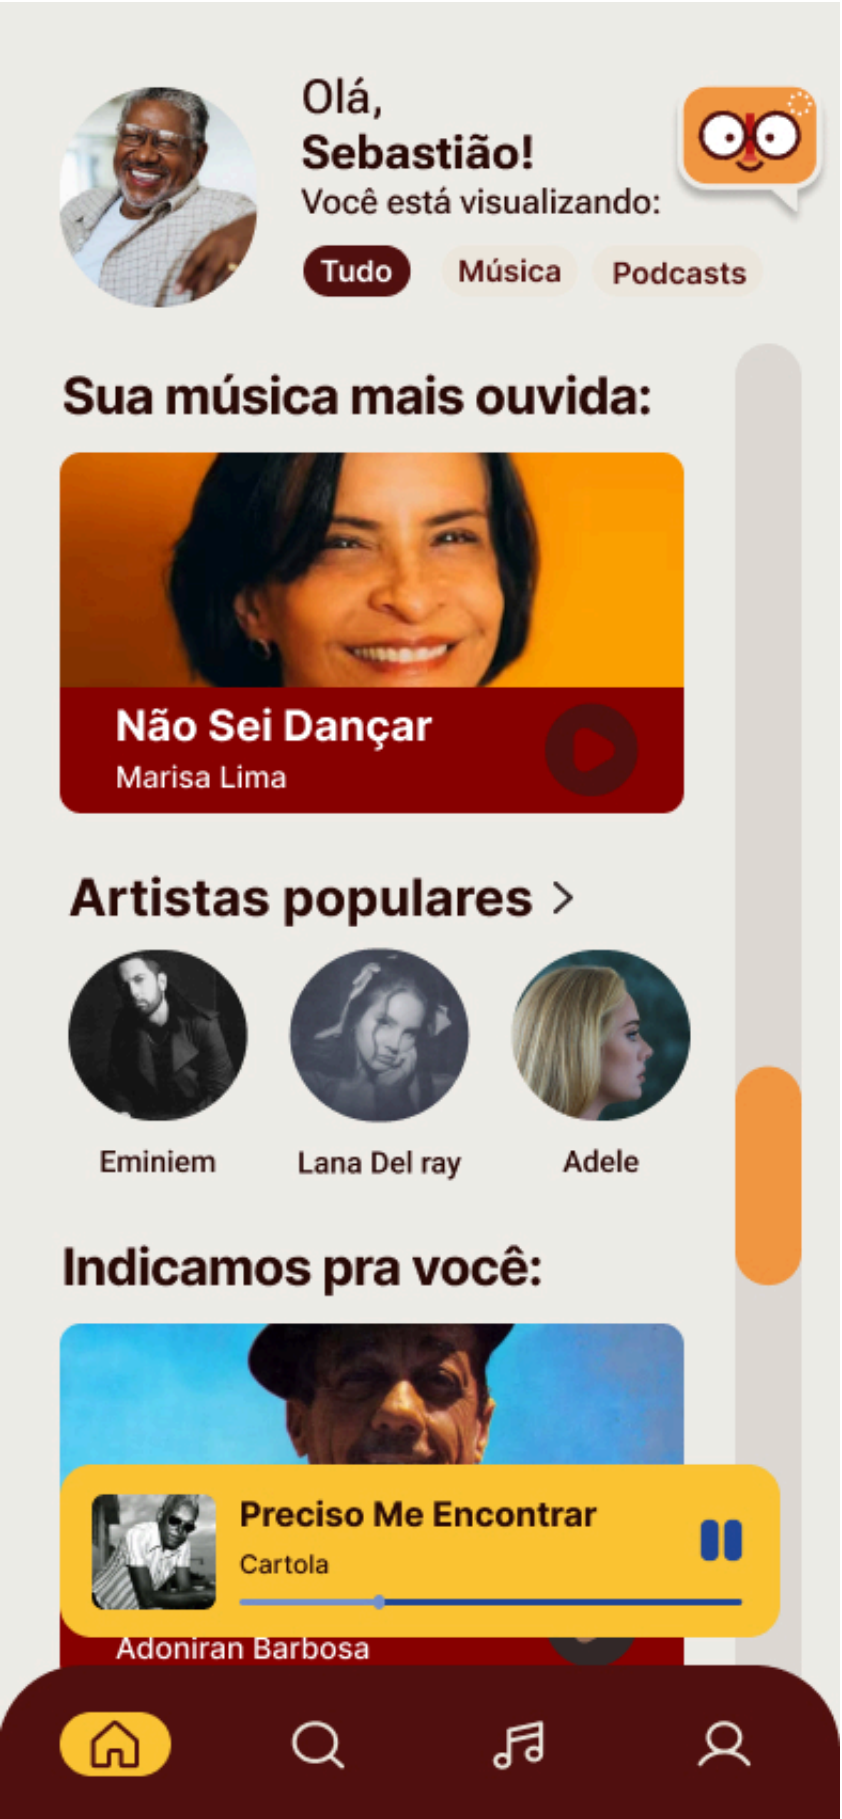 Olá,
Sebastião!
Você está visualizando:
Tudo Música Podcasts
Sua música mais ouvida:
Não Sei Dançar
Marisa Lima
Artistas populares >
Eminiem Lana Del ray Adele
Indicamos pra você:
Preciso Me Encontrar
Cartola
Adoniran Barbosa